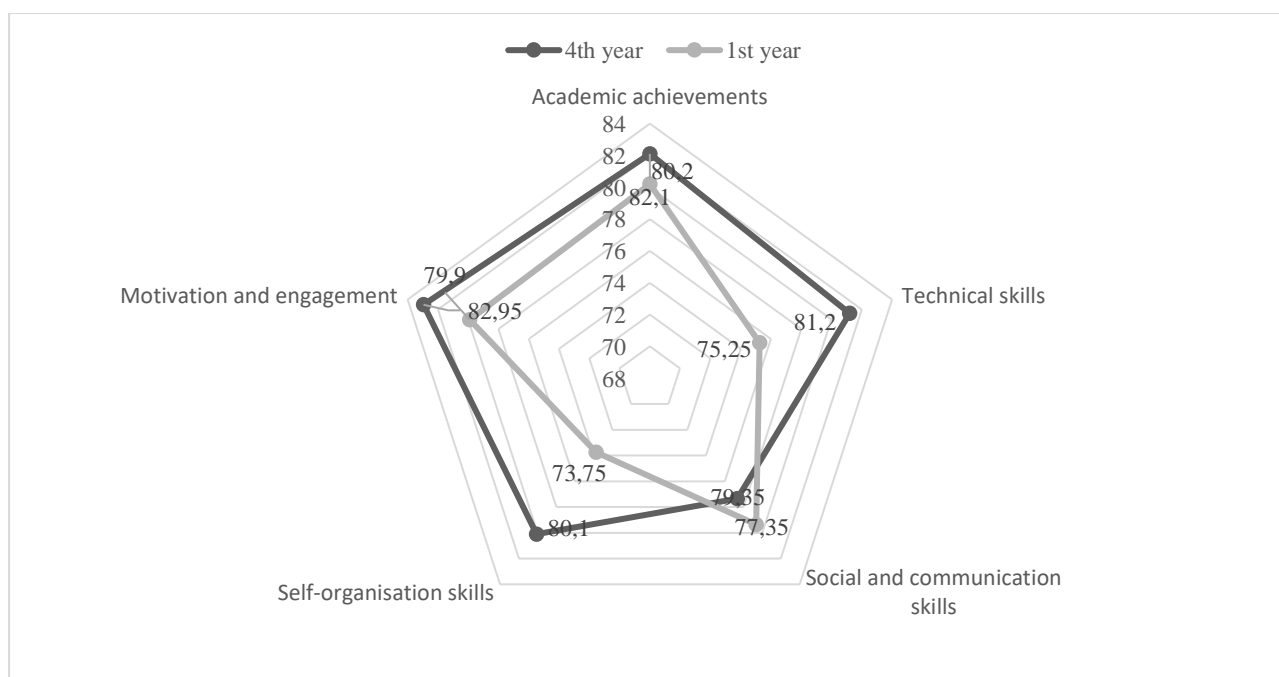 4th year 1st year
Academic achievements
84
82
80,2
80
82,1
78
79,9
76
Motivation and engagement
Technical skills
74
82,95
81,2
72
75,25
70
68
73,75
79,35
80,1
77,35
Self-organisation skills
Social and communication
skills